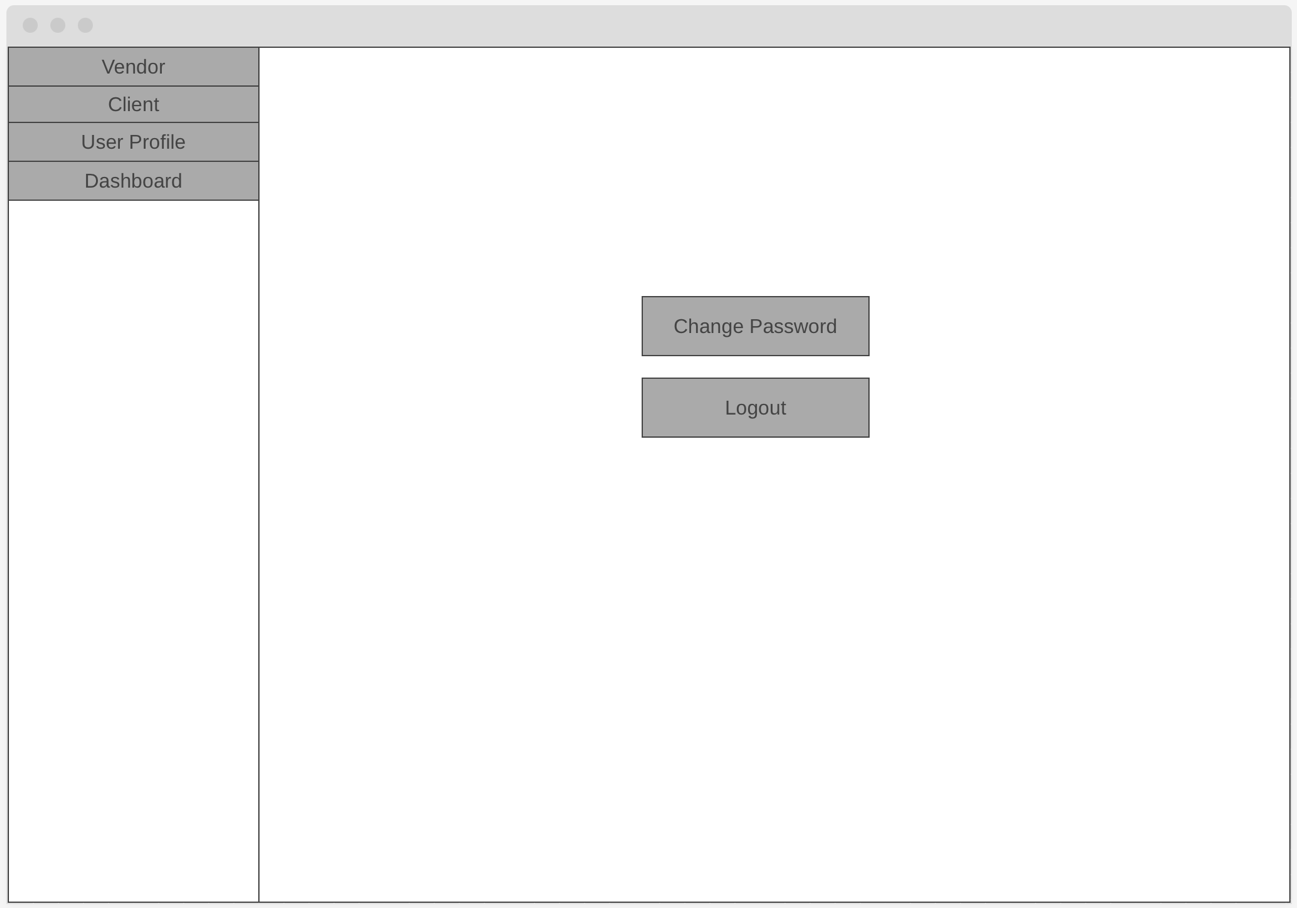 Vendor
Client
User Profile
Dashboard
Change Password
Logout